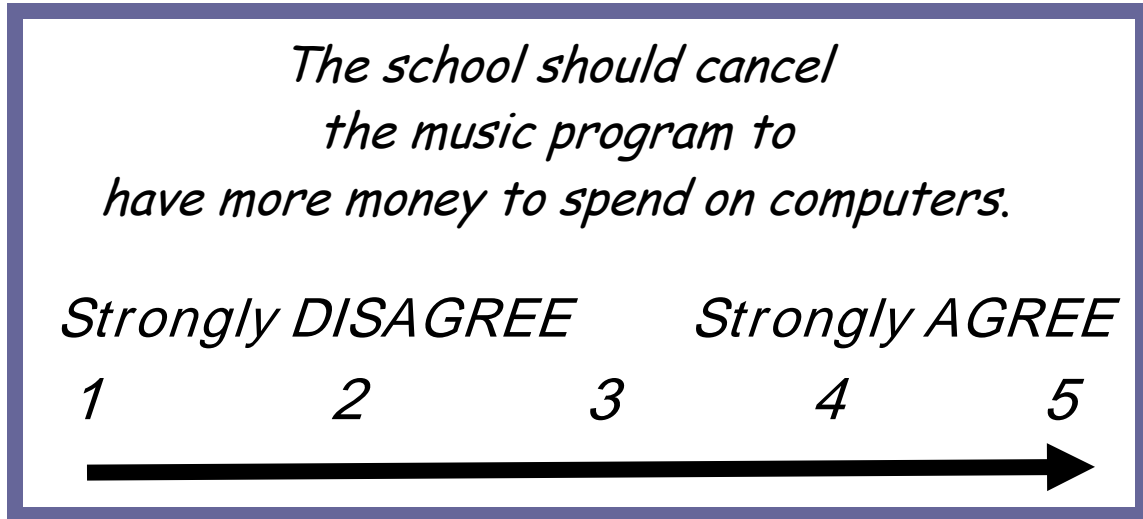 The school should cancel
the music program to
have more money to spend on computers.
Strongly DISAGREE Strongly AGREE
1 2 3 4 5